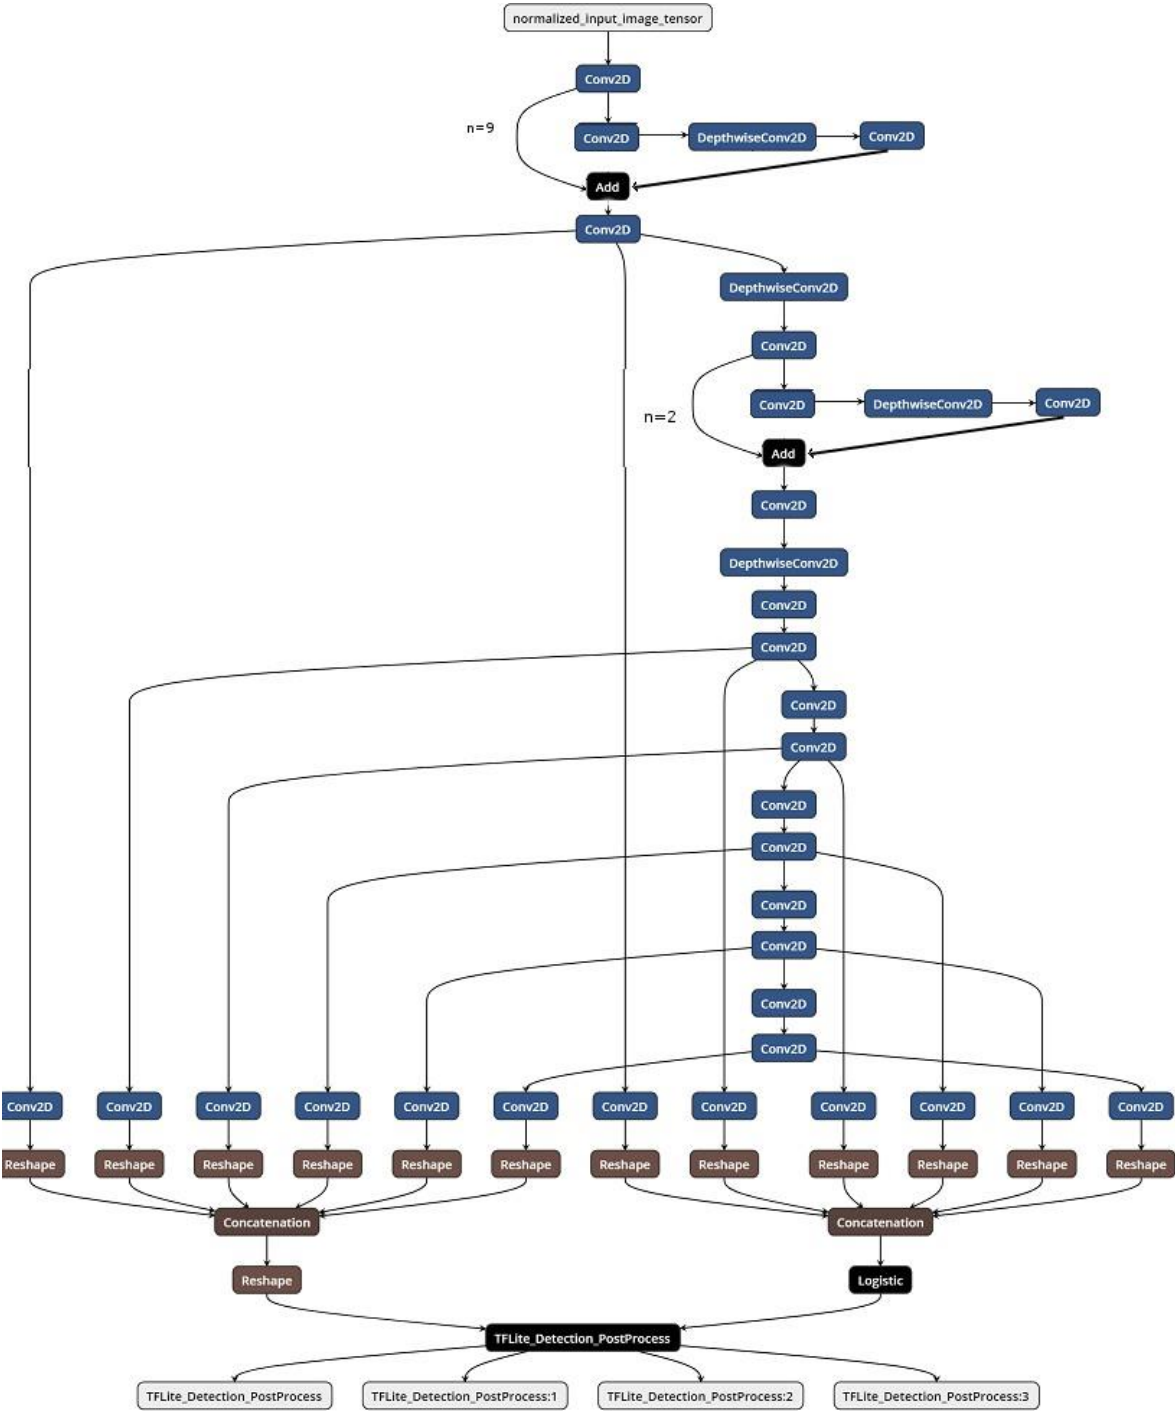 normalized_input_image_tensor
Conv2D
n=9
Conv2D DepthwiseConv2D Conv2D
Add
Conv2D
DepthwiseConv2D
Conv2D
n=2
Conv2D DepthwiseConv2D Conv2D
Add
Conv2D
DepthwiseConv2D
Conv2D
Conv2D
Conv2D
Conv2D
Conv2D
Conv2D
Conv2D
Conv2D
Conv2D
Conv2D
Conv2D Conv2D Conv2D Conv2D Conv2D Conv2D Conv2D Conv2D Conv2D Conv2D Conv2D Conv2D
Reshape Reshape Reshape Reshape Reshape Reshape Reshape Reshape Reshape Reshape Reshape Reshape
Concatenation Concatenation
Reshape Logistic
TFLite_Detection_PostProcess
TFLite_Detection_PostProcess TFLite_Detection_PostProcess:1 TFLite_Detection_PostProcess:2 TFLite_Detection_PostProcess:3